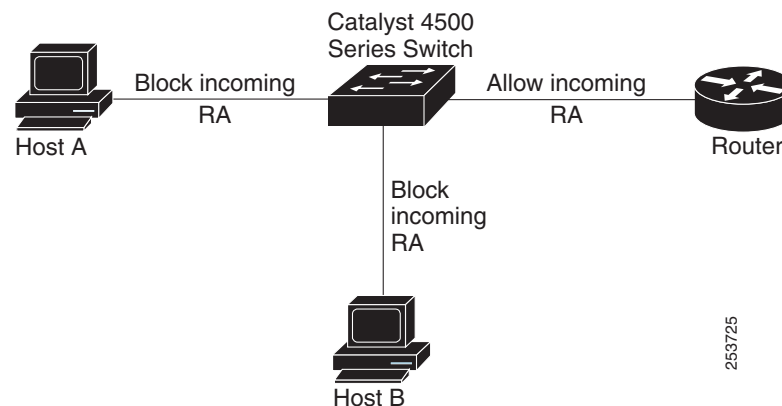 Catalyst 4500
Series Switch
Block incoming
RA
Allow incoming
RA
Host A
Router
Block
incoming
RA
Host B
253725